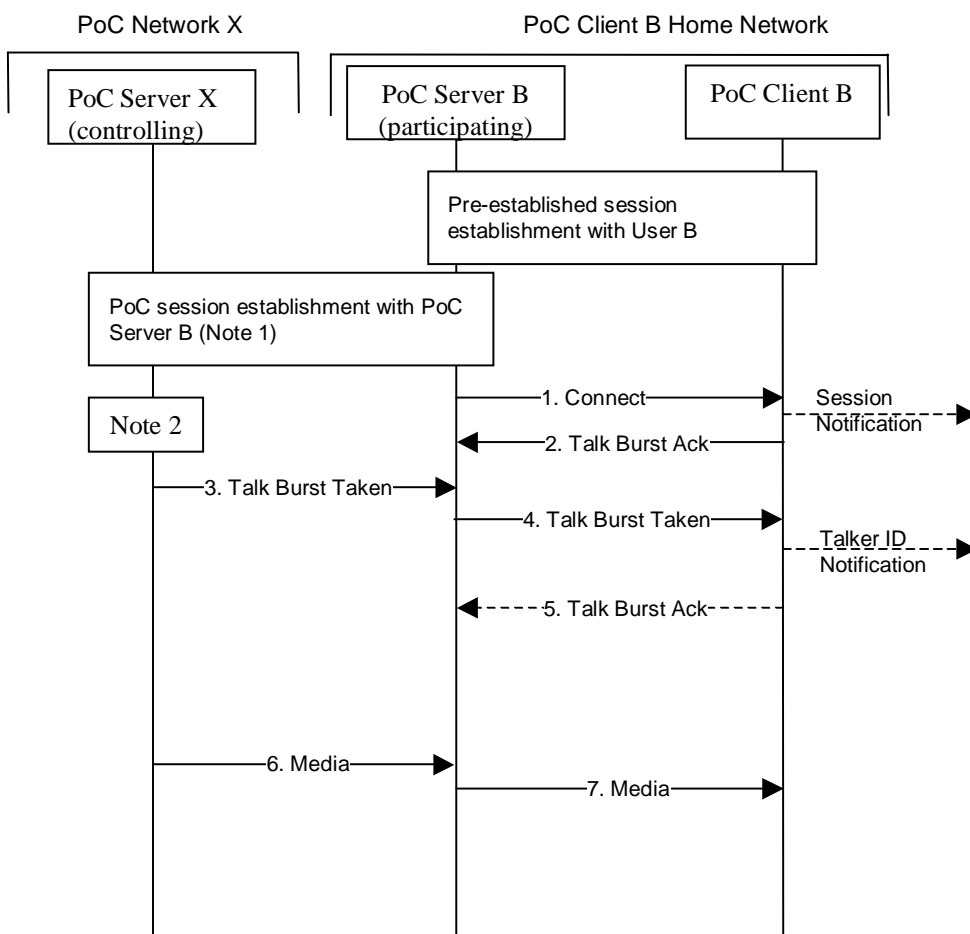 PoC Network X
PoC Client B Home Network
PoC Server X
(controlling)
PoC Server B
(participating)
PoC Client B
Pre-established session
establishment with User B
PoC session establishment with PoC
Server B (Note 1)
1. Connect
Session
Notification
Note 2
2. Talk Burst Ack
3. Talk Burst Taken
4. Talk Burst Taken
Talker ID
Notification
5. Talk Burst Ack
6. Media
7. Media